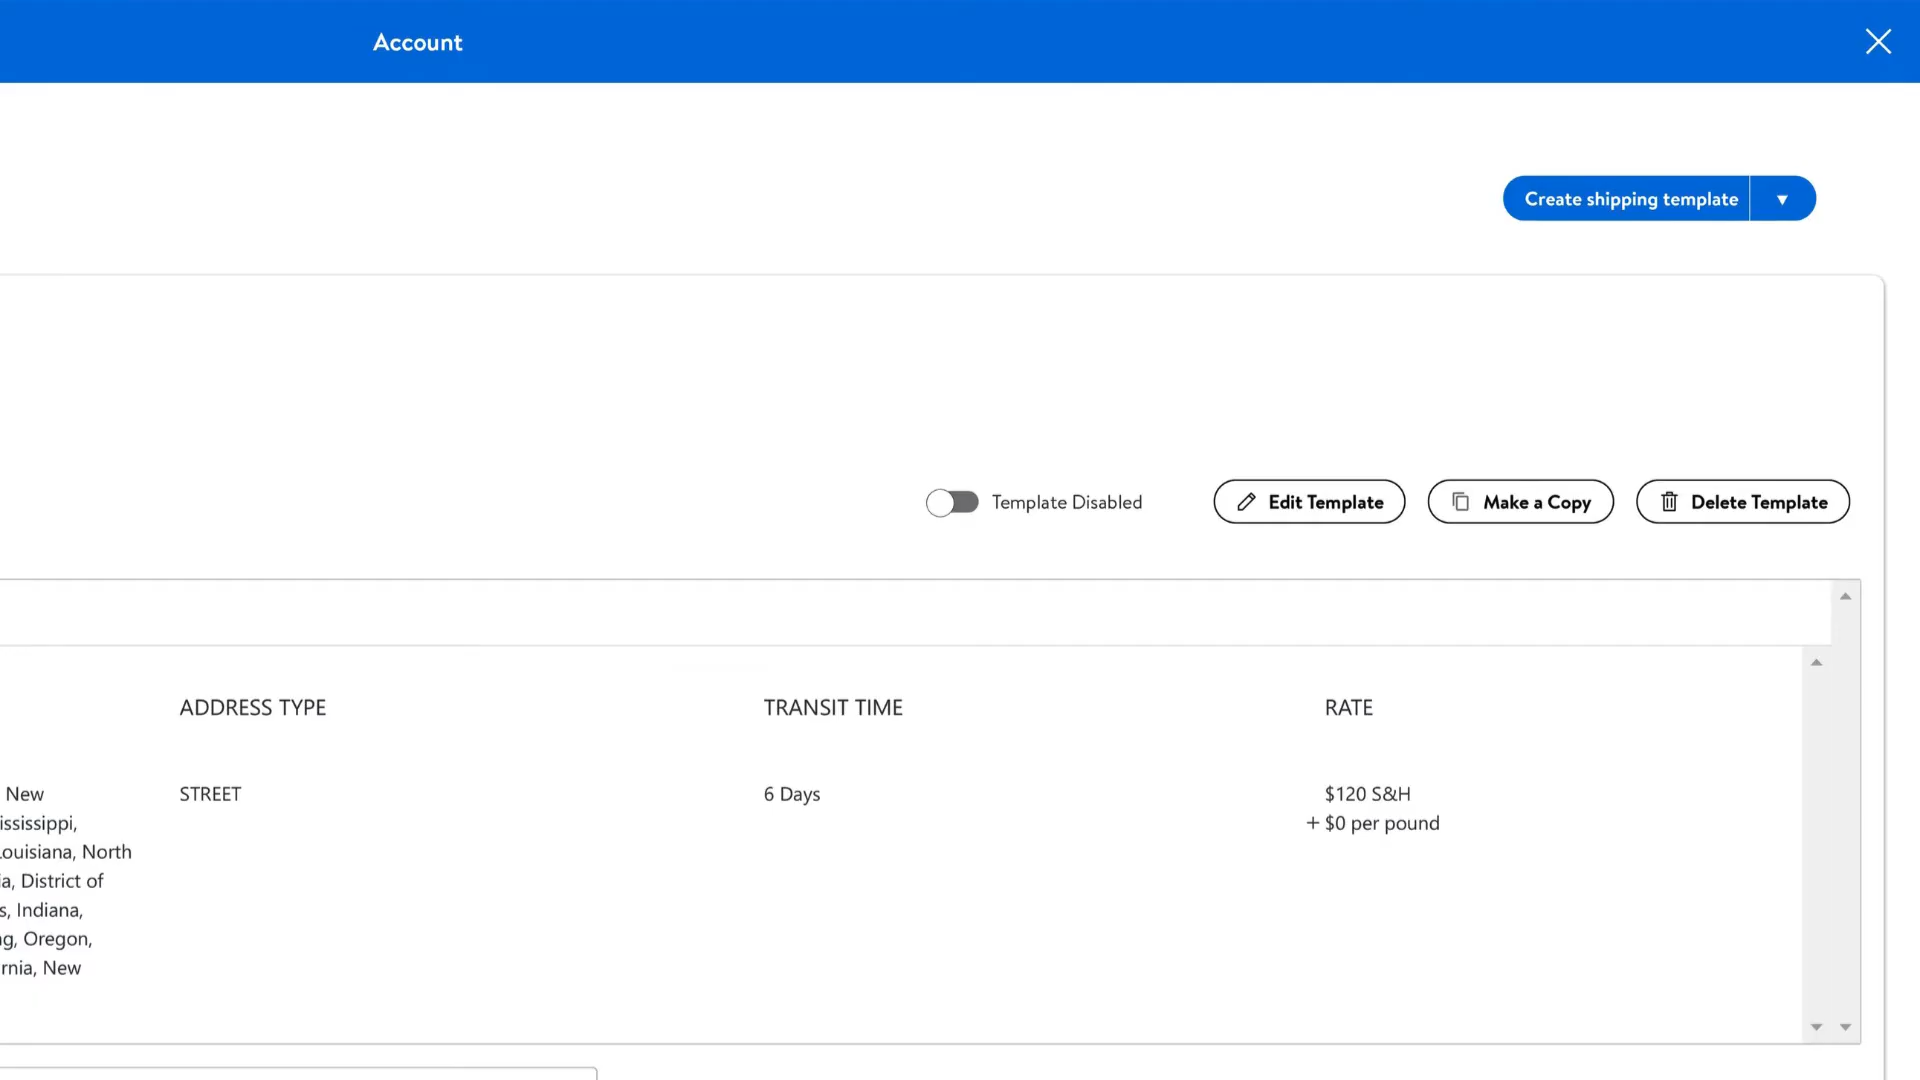 Account
Create shipping template
Template Disabled
Edit Template
Make a Copy
Delete Template
ADDRESS TYPE
TRANSIT TIME
RATE
New
STREET
6 Days
$120 S&H
+ $0 per pound
ississippi,
ouisiana, North
a, District of
s, Indiana,
g, Oregon,
rnia, New